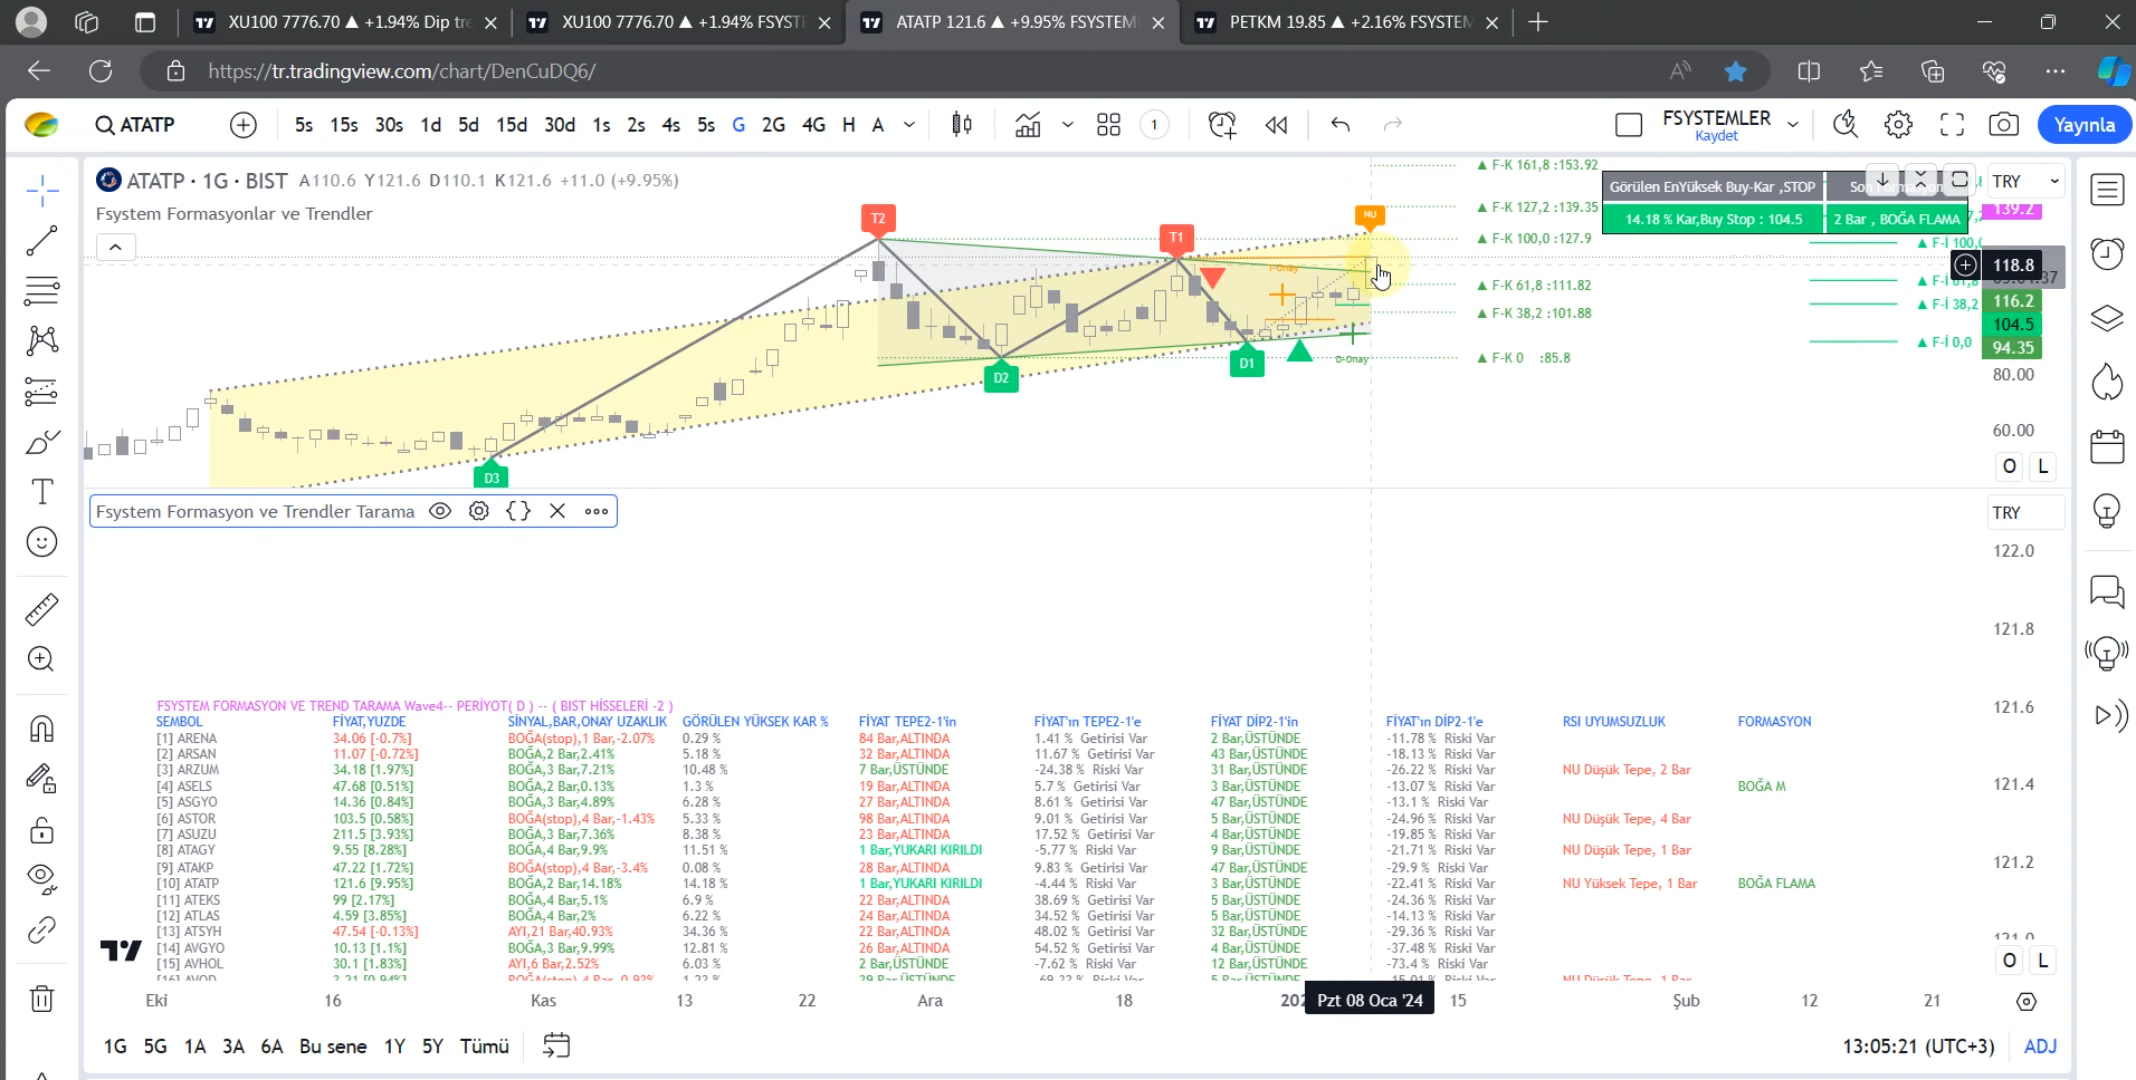 XU100 7776.70 ▲ +1.94% Dip tre
XU100 7776.70 ▲ +1.94% FSYSTE
ATATP 121.6 ▲ +9.95% FSYSTEM
PETKM 19.85 ▲ +2.16% FSYSTEM
https://tr.tradingview.com/chart/DenCuDQ6/
ATATP 5s 15s 30s 1d 5d 15d 30d 1s 2s 4s 5s G 2G 4G H A 1 FSYSTEMLER Kaydet Yayınla
ATATP · 1G · BIST A110.6 Y121.6 D110.1 K121.6 +11.0 (+9.95%)
Fsystem Formasyonlar ve Trendler
T2
T1
NU
D2
D1
D3
T-Onay
D-Onay
▲ F-K 161,8 :153.92
▲ F-K 127,2 :139.35
▲ F-K 100,0 :127.9
▲ F-K 61,8 :111.82
▲ F-K 38,2 :101.88
▲ F-K 0 :85.8
Görülen EnYüksek Buy-Kar ,STOP
Son Formasyon
14.18 % Kar,Buy Stop : 104.5
2 Bar , BOĞA FLAMA
▲ F-İ 100,
▲ F-İ 61,8
▲ F-İ 38,2
▲ F-İ 0,0
TRY
139.2
118.8
116.2
104.5
94.35
80.00
60.00
O L
Fsystem Formasyon ve Trendler Tarama
TRY
122.0
121.8
121.6
121.4
121.2
121.0
O L
FSYSTEM FORMASYON VE TREND TARAMA Wave4-- PERİYOT( D ) -- ( BIST HİSSELERİ -2 )
SEMBOL FİYAT,YUZDE SİNYAL,BAR,ONAY UZAKLIK GÖRÜLEN YÜKSEK KAR % FİYAT TEPE2-1'in FİYAT'ın TEPE2-1'e FİYAT DİP2-1'in FİYAT'ın DİP2-1'e RSI UYUMSUZLUK FORMASYON
[1] ARENA 34.06 [-0.7%] BOĞA(stop),1 Bar,-2.07% 0.29 % 84 Bar,ALTINDA 1.41 % Getirisi Var 2 Bar,ÜSTÜNDE -11.78 % Riski Var
[2] ARSAN 11.07 [-0.72%] BOĞA,2 Bar,2.41% 5.18 % 32 Bar,ALTINDA 11.67 % Getirisi Var 43 Bar,ÜSTÜNDE -18.13 % Riski Var
[3] ARZUM 34.18 [1.97%] BOĞA,3 Bar,7.21% 10.48 % 7 Bar,ÜSTÜNDE -24.38 % Riski Var 31 Bar,ÜSTÜNDE -26.22 % Riski Var NU Düşük Tepe, 2 Bar
[4] ASELS 47.68 [0.51%] BOĞA,2 Bar,0.13% 1.3 % 19 Bar,ALTINDA 5.7 % Getirisi Var 3 Bar,ÜSTÜNDE -13.07 % Riski Var BOĞA M
[5] ASGYO 14.36 [0.84%] BOĞA,3 Bar,4.89% 6.28 % 27 Bar,ALTINDA 8.61 % Getirisi Var 47 Bar,ÜSTÜNDE -13.1 % Riski Var
[6] ASTOR 103.5 [0.58%] BOĞA(stop),4 Bar,-1.43% 5.33 % 98 Bar,ALTINDA 9.01 % Getirisi Var 5 Bar,ÜSTÜNDE -24.96 % Riski Var NU Düşük Tepe, 4 Bar
[7] ASUZU 211.5 [3.93%] BOĞA,3 Bar,7.36% 8.38 % 23 Bar,ALTINDA 17.52 % Getirisi Var 4 Bar,ÜSTÜNDE -19.85 % Riski Var
[8] ATAGY 9.55 [8.28%] BOĞA,4 Bar,9.9% 11.51 % 1 Bar,YUKARI KIRILDI -5.77 % Riski Var 9 Bar,ÜSTÜNDE -21.71 % Riski Var NU Düşük Tepe, 1 Bar
[9] ATAKP 47.22 [1.72%] BOĞA(stop),4 Bar,-3.4% 0.08 % 28 Bar,ALTINDA 9.83 % Getirisi Var 47 Bar,ÜSTÜNDE -29.9 % Riski Var
[10] ATATP 121.6 [9.95%] BOĞA,2 Bar,14.18% 14.18 % 1 Bar,YUKARI KIRILDI -4.44 % Riski Var 3 Bar,ÜSTÜNDE -22.41 % Riski Var NU Yüksek Tepe, 1 Bar BOĞA FLAMA
[11] ATEKS 99 [2.17%] BOĞA,4 Bar,5.1% 6.9 % 22 Bar,ALTINDA 38.69 % Getirisi Var 5 Bar,ÜSTÜNDE -24.36 % Riski Var
[12] ATLAS 4.59 [3.85%] BOĞA,4 Bar,2% 6.22 % 24 Bar,ALTINDA 34.52 % Getirisi Var 5 Bar,ÜSTÜNDE -14.13 % Riski Var
[13] ATSYH 47.54 [-0.13%] AYI,21 Bar,40.93% 34.36 % 22 Bar,ALTINDA 48.02 % Getirisi Var 32 Bar,ÜSTÜNDE -29.36 % Riski Var
[14] AVGYO 10.13 [1.1%] BOĞA,3 Bar,9.99% 12.81 % 26 Bar,ALTINDA 54.52 % Getirisi Var 4 Bar,ÜSTÜNDE -37.48 % Riski Var
[15] AVHOL 30.1 [1.83%] AYI,6 Bar,2.52% 6.03 % 2 Bar,ÜSTÜNDE -7.62 % Riski Var 12 Bar,ÜSTÜNDE -73.4 % Riski Var
Eki 16 Kas 13 22 Ara 18 202 Pzt 08 Oca '24 15 Şub 12 21
1G 5G 1A 3A 6A Bu sene 1Y 5Y Tümü 13:05:21 (UTC+3) ADJ